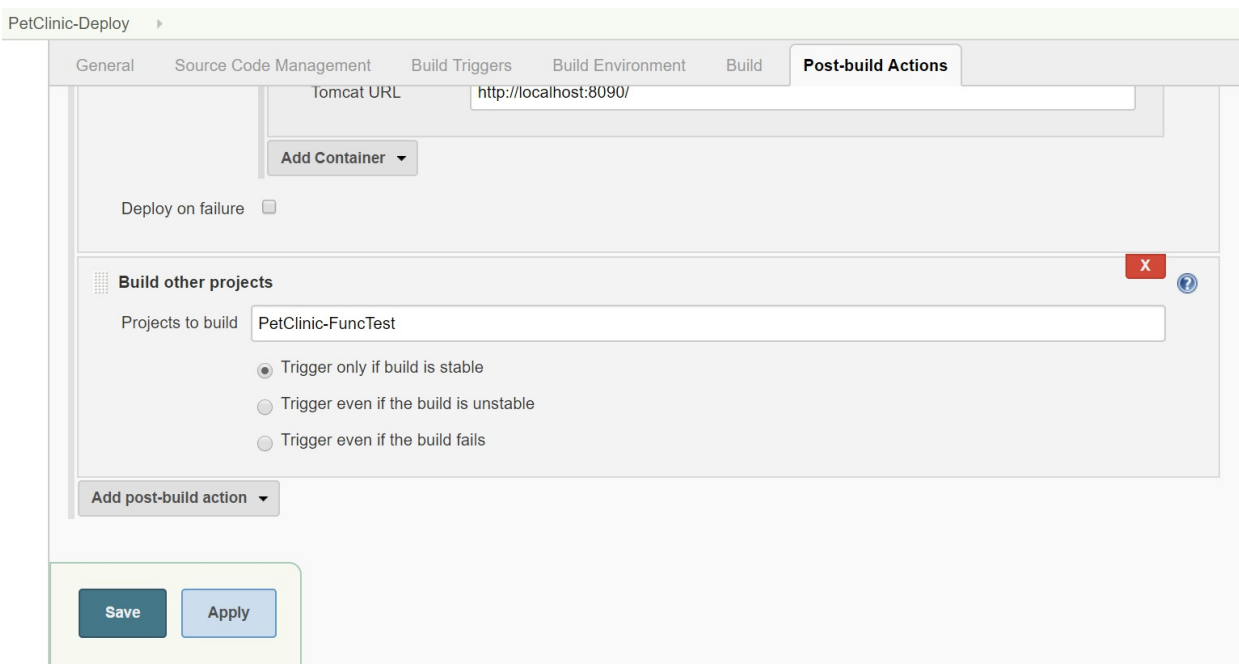 PetClinic-Deploy
General Source Code Management Build Triggers Build Environment Build Post-build Actions
Tomcat URL http://localhost:8090/
Add Container
Deploy on failure
X
Build other projects ?
Projects to build PetClinic-FuncTest
Trigger only if build is stable
Trigger even if the build is unstable
Trigger even if the build fails
Add post-build action
Save Apply